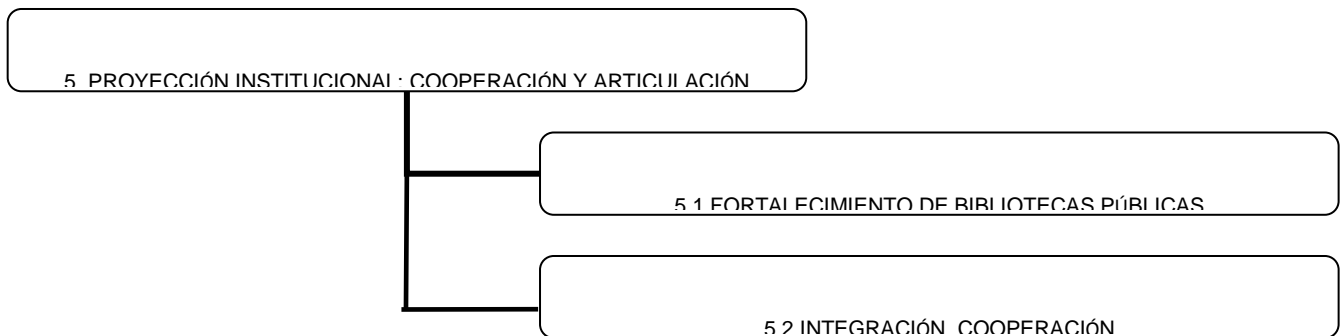 5. PROYECCIÓN INSTITUCIONAL: COOPERACIÓN Y ARTICULACIÓN
5.1 FORTALECIMIENTO DE BIBLIOTECAS PÚBLICAS
5.2 INTEGRACIÓN, COOPERACIÓN